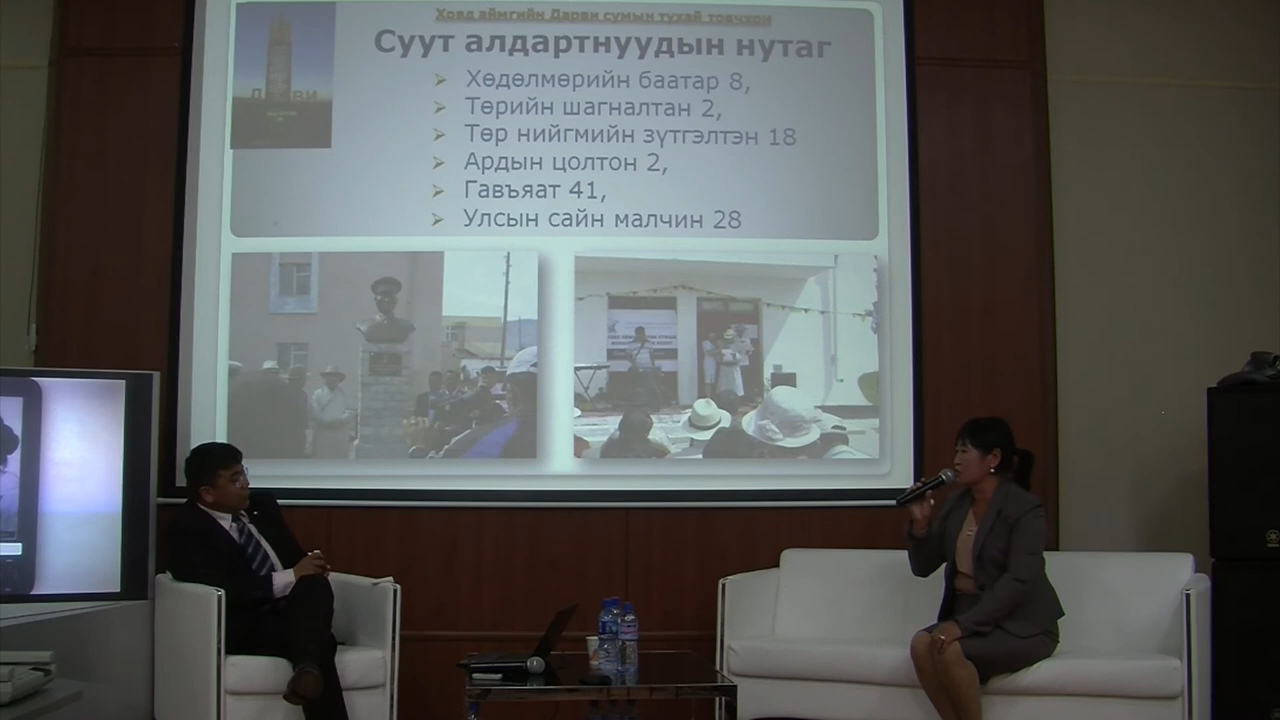 Ховд аймгийн Дарви сумын тухай товчхон
Суут алдартнуудын нутаг
Хөдөлмөрийн баатар 8,
Төрийн шагналтан 2,
Төр нийгмийн зүтгэлтэн 18
Ардын цолтон 2,
Гавъяат 41,
Улсын сайн малчин 28